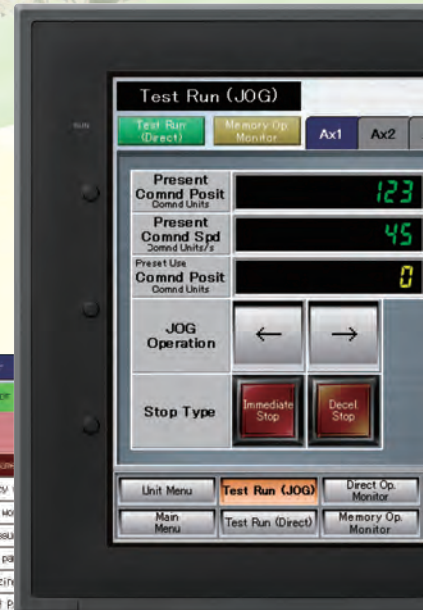 Test Run (JOG)
RUN
Test Run
(Direct)
Memory Op.
Monitor
Ax1
Ax2
Present
Comnd Posit
Comnd Units
123
Present
Comnd Spd
Comnd Units/s
45
Preset Use
Comnd Posit
Comnd Units
0
JOG
Operation
←
→
Stop Type
Immediate
Stop
Decel.
Stop
Unit Menu
Test Run (JOG)
Direct Op.
Monitor
Main
Menu
Test Run (Direct)
Memory Op.
Monitor